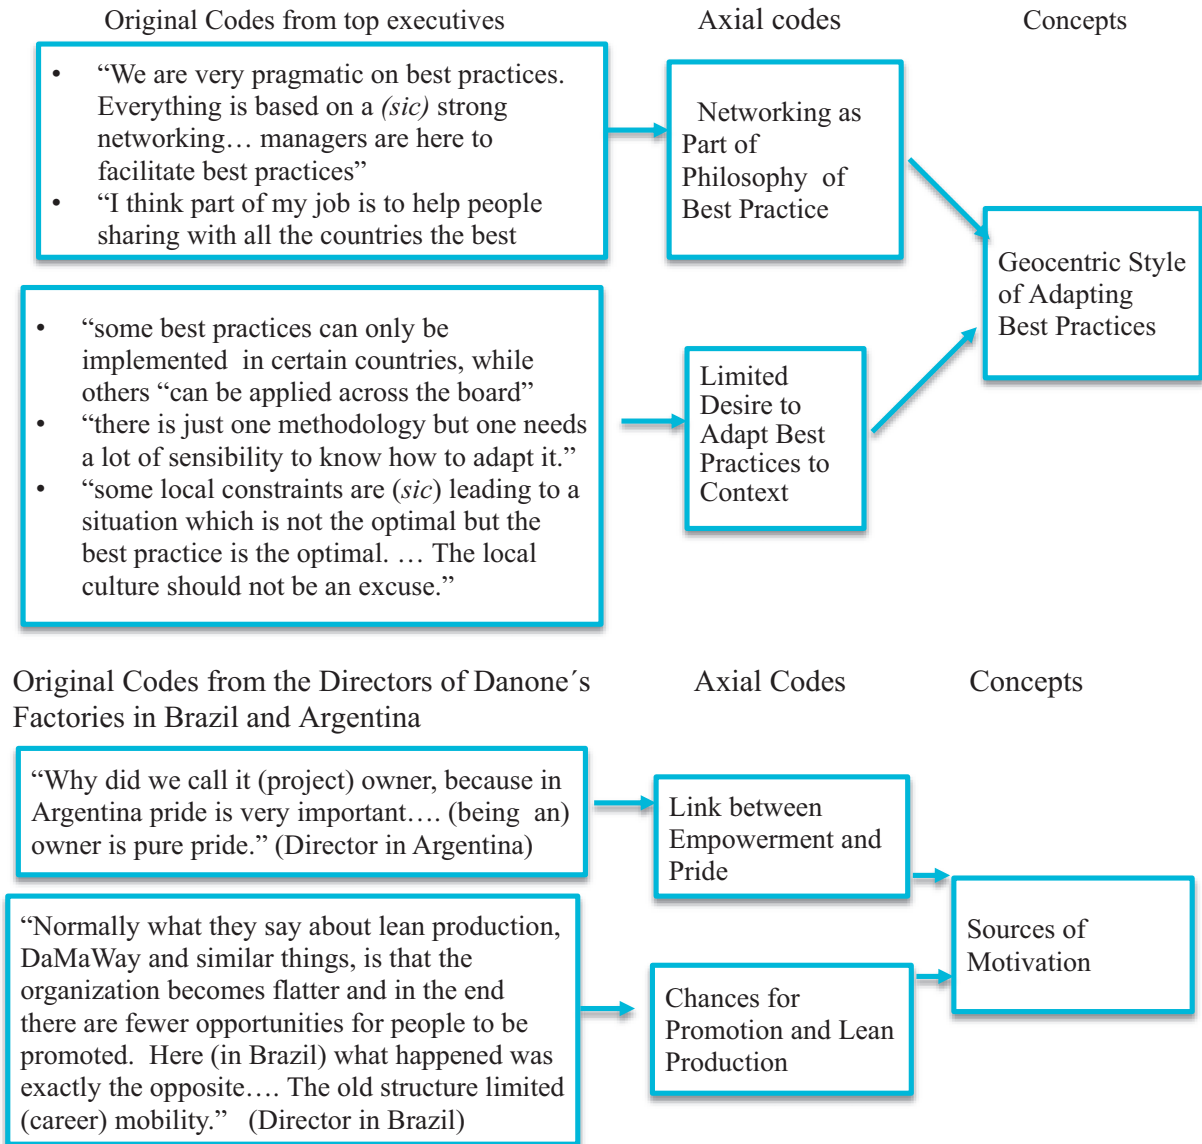 Original Codes from top executives
Axial codes
Concepts
• “We are very pragmatic on best practices.
Everything is based on a (sic) strong
networking… managers are here to
facilitate best practices”
• “I think part of my job is to help people
sharing with all the countries the best
Networking as
Part of
Philosophy of
Best Practice
Geocentric Style
of Adapting
Best Practices
• “some best practices can only be
implemented in certain countries, while
others “can be applied across the board”
• “there is just one methodology but one needs
a lot of sensibility to know how to adapt it.”
• “some local constraints are (sic) leading to a
situation which is not the optimal but the
best practice is the optimal. … The local
culture should not be an excuse.”
Limited
Desire to
Adapt Best
Practices to
Context
Original Codes from the Directors of Danone´s
Factories in Brazil and Argentina
Axial Codes
Concepts
“Why did we call it (project) owner, because in
Argentina pride is very important…. (being an)
owner is pure pride.” (Director in Argentina)
Link between
Empowerment and
Pride
“Normally what they say about lean production,
DaMaWay and similar things, is that the
organization becomes flatter and in the end
there are fewer opportunities for people to be
promoted. Here (in Brazil) what happened was
exactly the opposite…. The old structure limited
(career) mobility.” (Director in Brazil)
Chances for
Promotion and Lean
Production
Sources of
Motivation